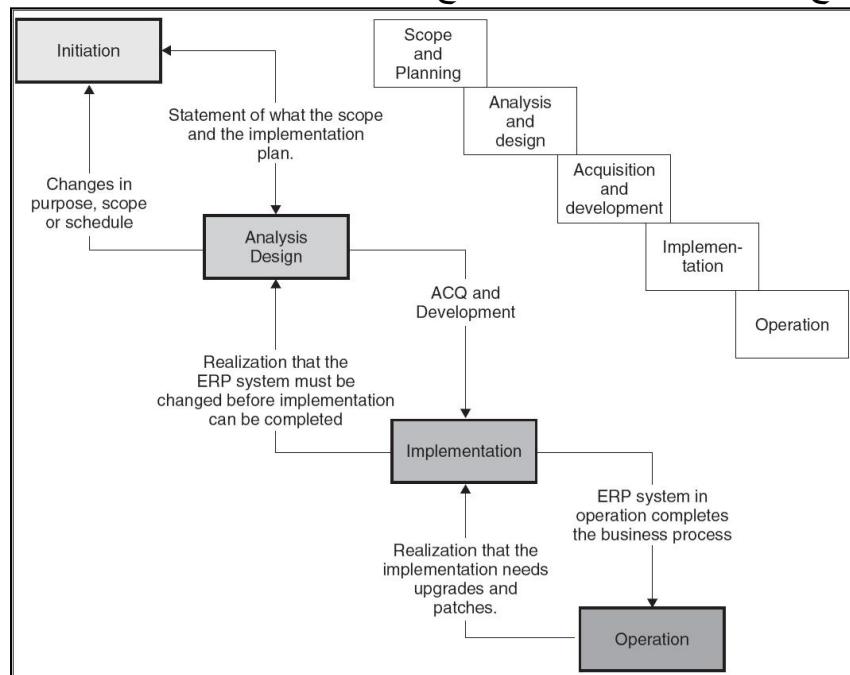 Initiation
Statement of what the scope
and the implementation
plan.
Changes in
purpose, scope
or schedule
Analysis
Design
ACQ and
Development
Realization that the
ERP system must be
changed before implementation
can be completed
Implementation
ERP system in
operation completes
the business process
Realization that the
implementation needs
upgrades and
patches.
Operation
Scope
and
Planning
Analysis
and
design
Acquisition
and
development
Implemen-
tation
Operation